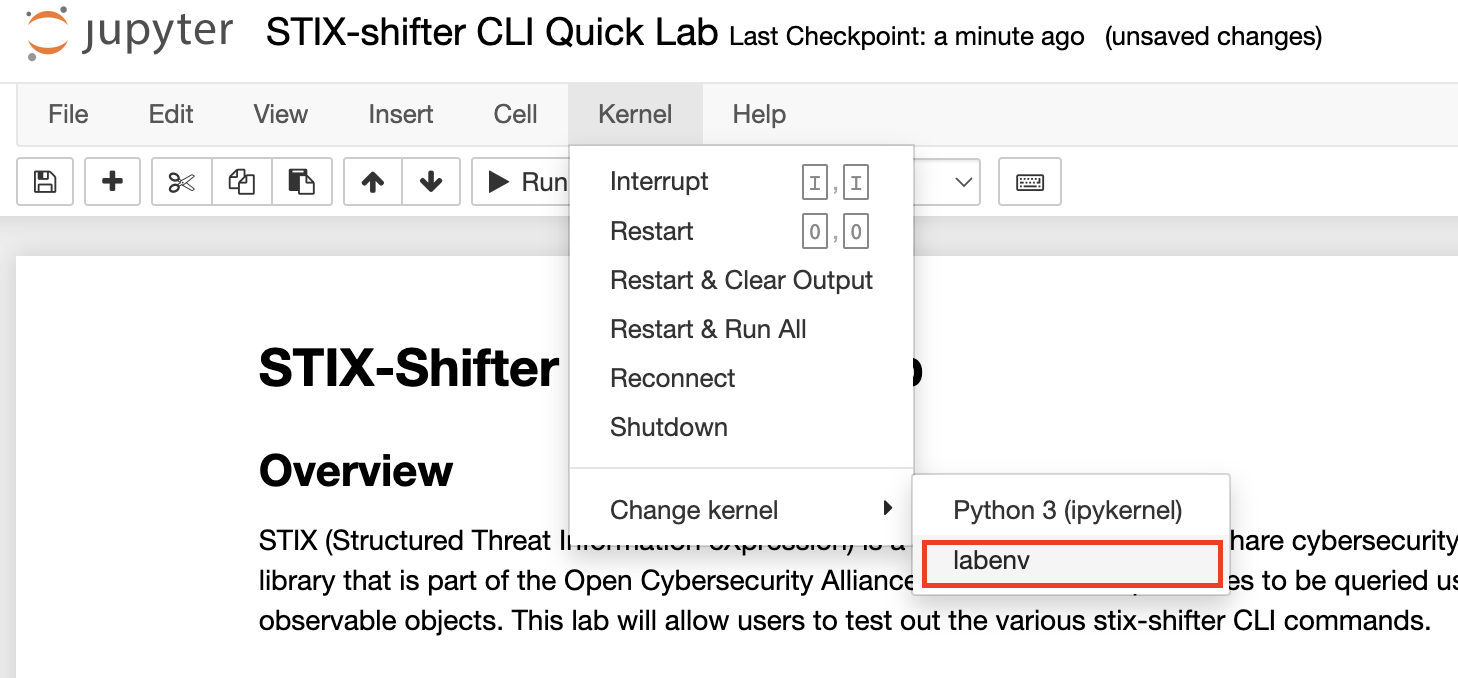 jupyter STIX-shifter CLI Quick Lab Last Checkpoint: a minute ago (unsaved changes)
File Edit View Insert Cell Kernel Help
Run
Interrupt I , I
Restart 0 , 0
Restart & Clear Output
Restart & Run All
Reconnect
Shutdown
Change kernel
Python 3 (ipykernel)
labenv
STIX-Shifter
Overview
STIX (Structured Threat Information eXpression) is a hare cybersecurity
library that is part of the Open Cybersecurity Alliance es to be queried us
observable objects. This lab will allow users to test out the various stix-shifter CLI commands.